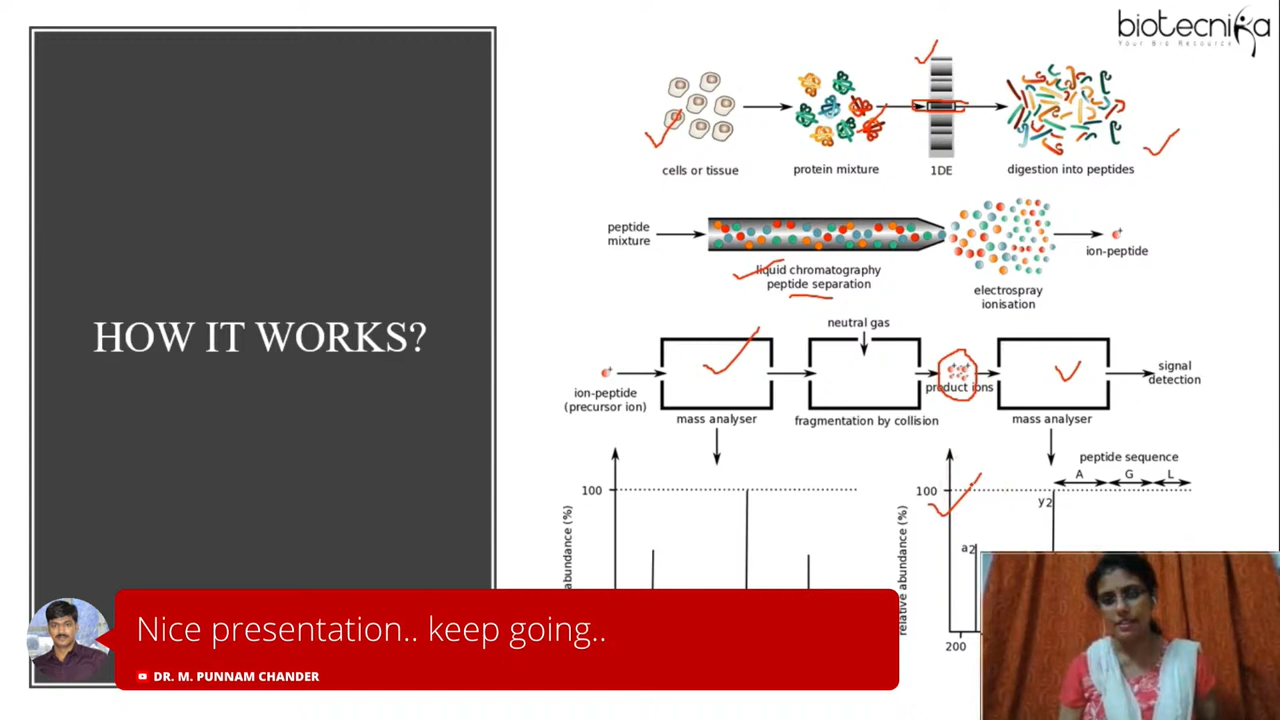 biotecnika
Your Bio Resource
HOW IT WORKS?
cells or tissue
protein mixture
1DE
digestion into peptides
peptide
mixture
liquid chromatography
peptide separation
electrospray
ionisation
ion-peptide
neutral gas
ion-peptide
(precursor ion)
mass analyser
fragmentation by collision
product ions
mass analyser
signal
detection
100
abundance (%)
peptide sequence
A G L
100
y2
a2
relative abundance (%)
200
Nice presentation.. keep going..
DR. M. PUNNAM CHANDER